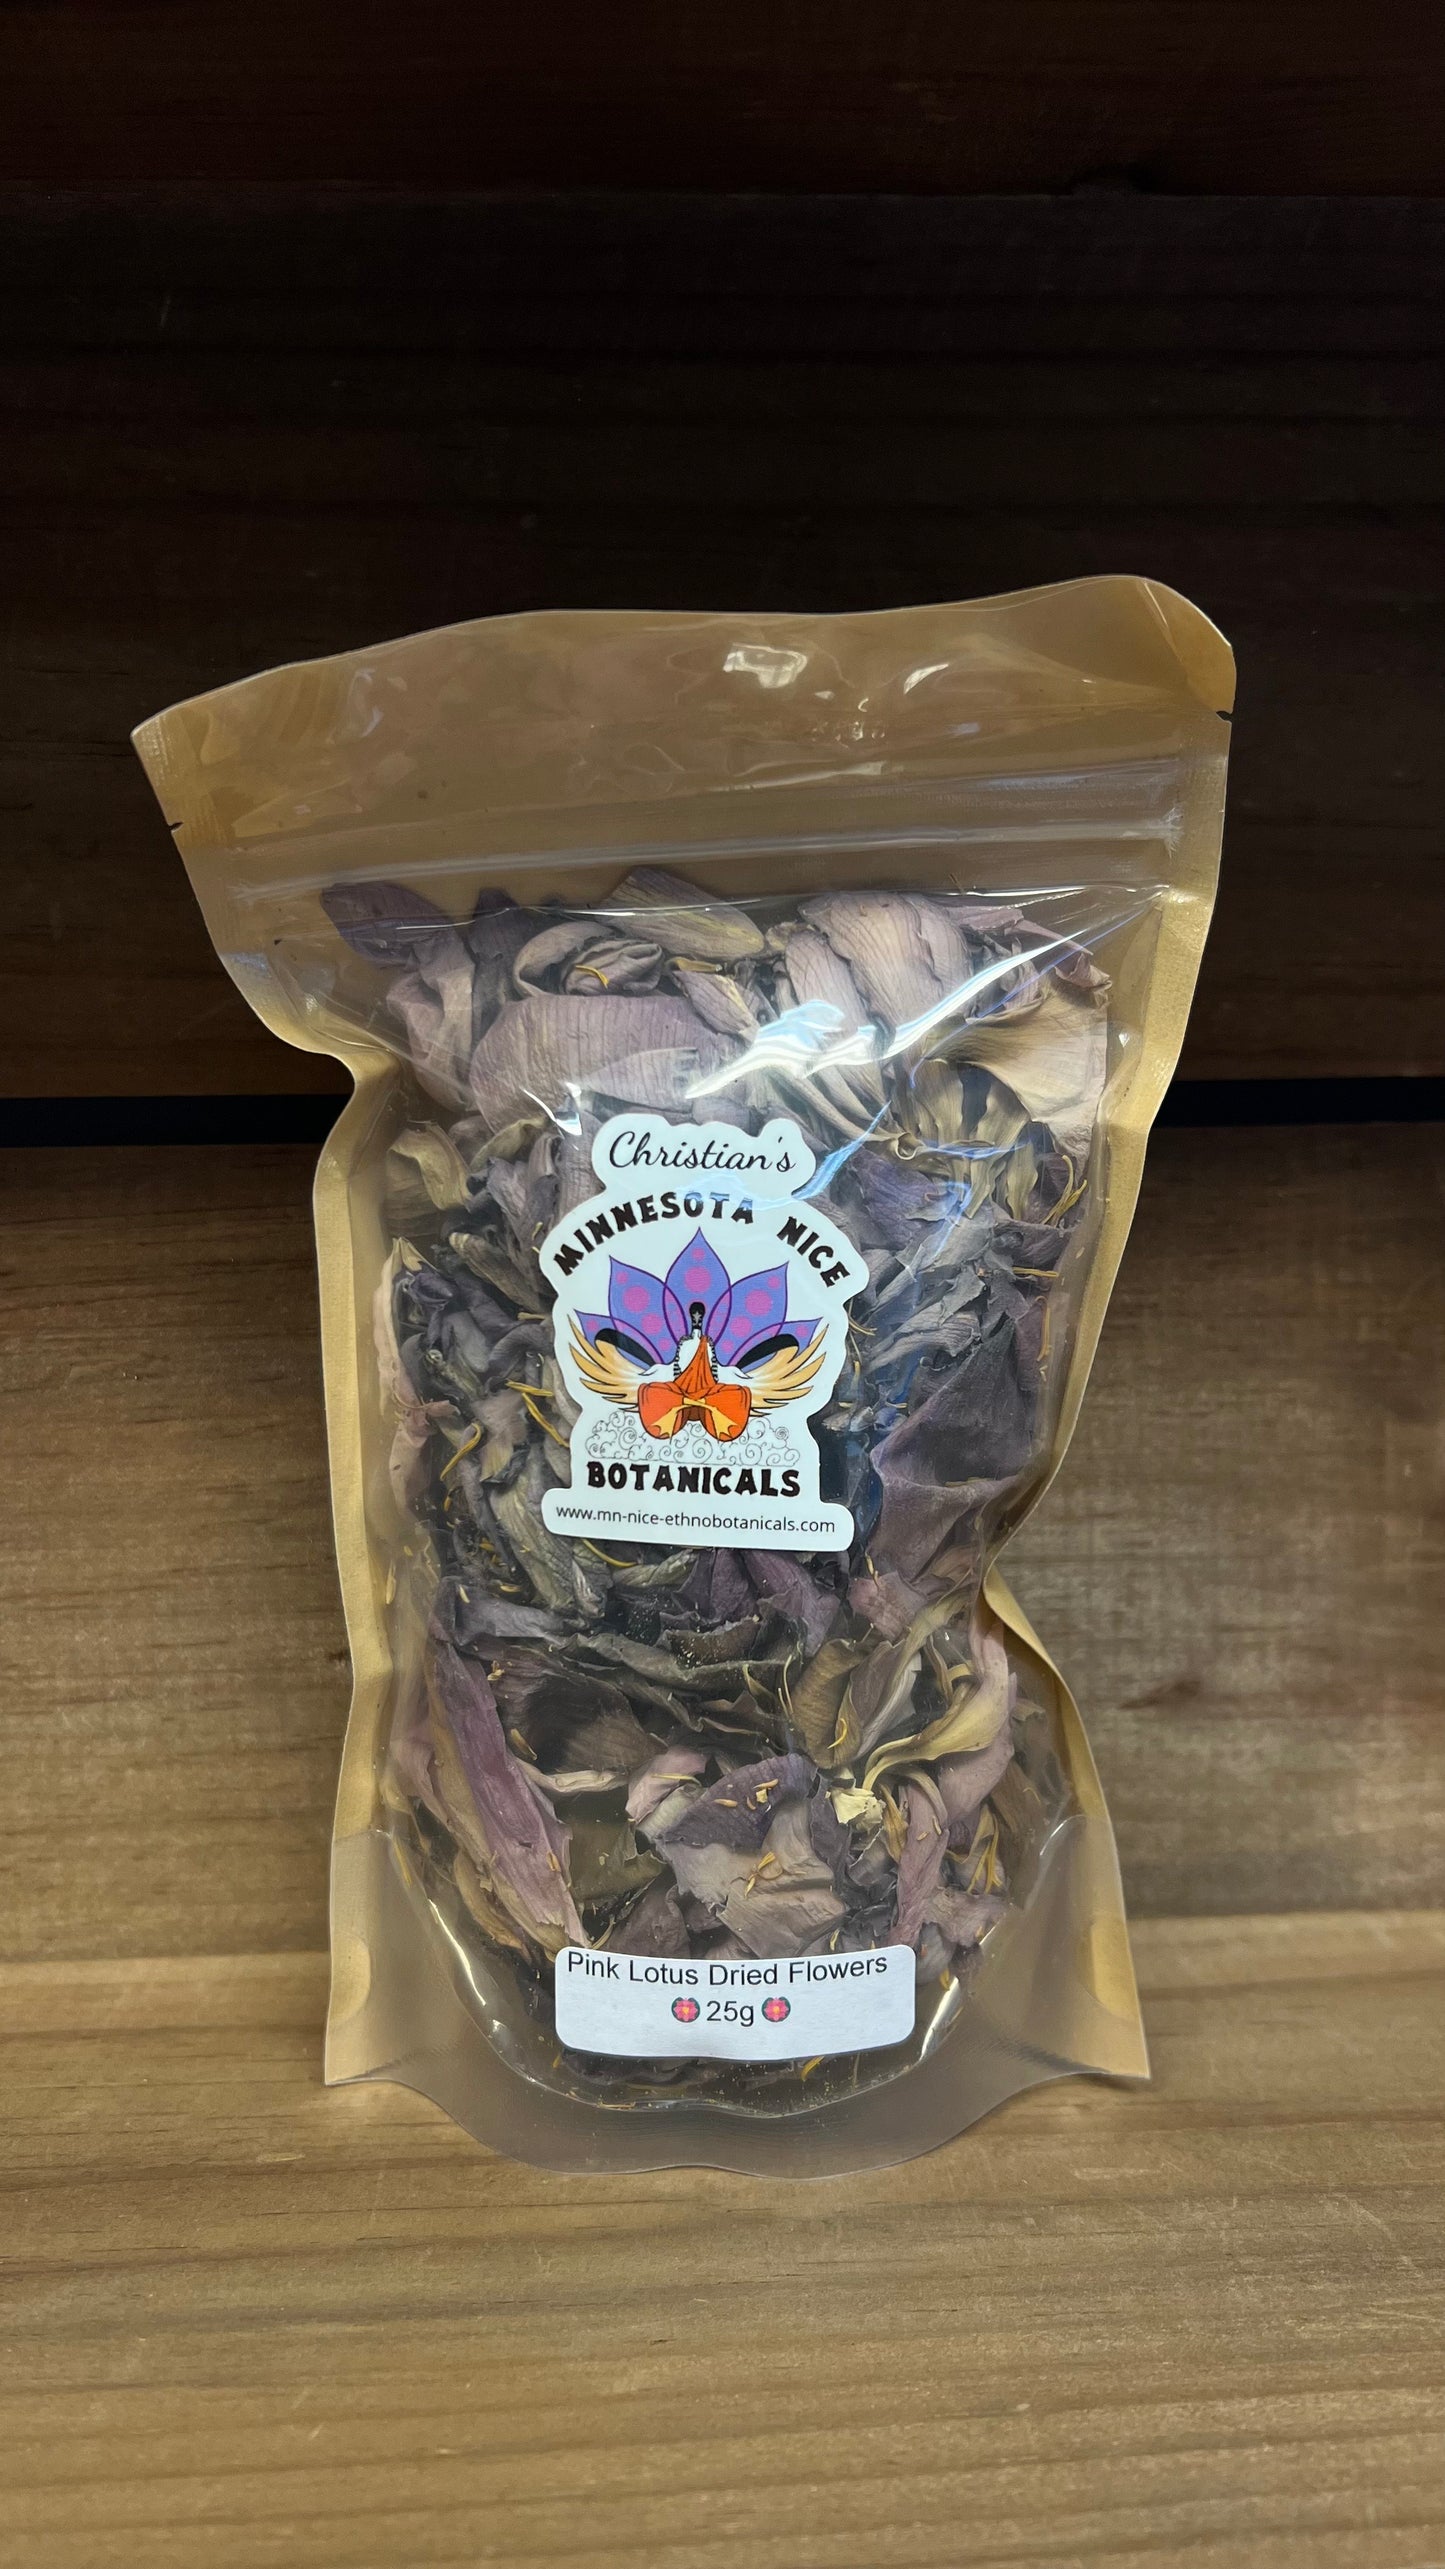 Christian's
MINNESOTA NICE
BOTANICALS
www.mn-nice-ethnobotanicals.com
Pink Lotus Dried Flowers
25g